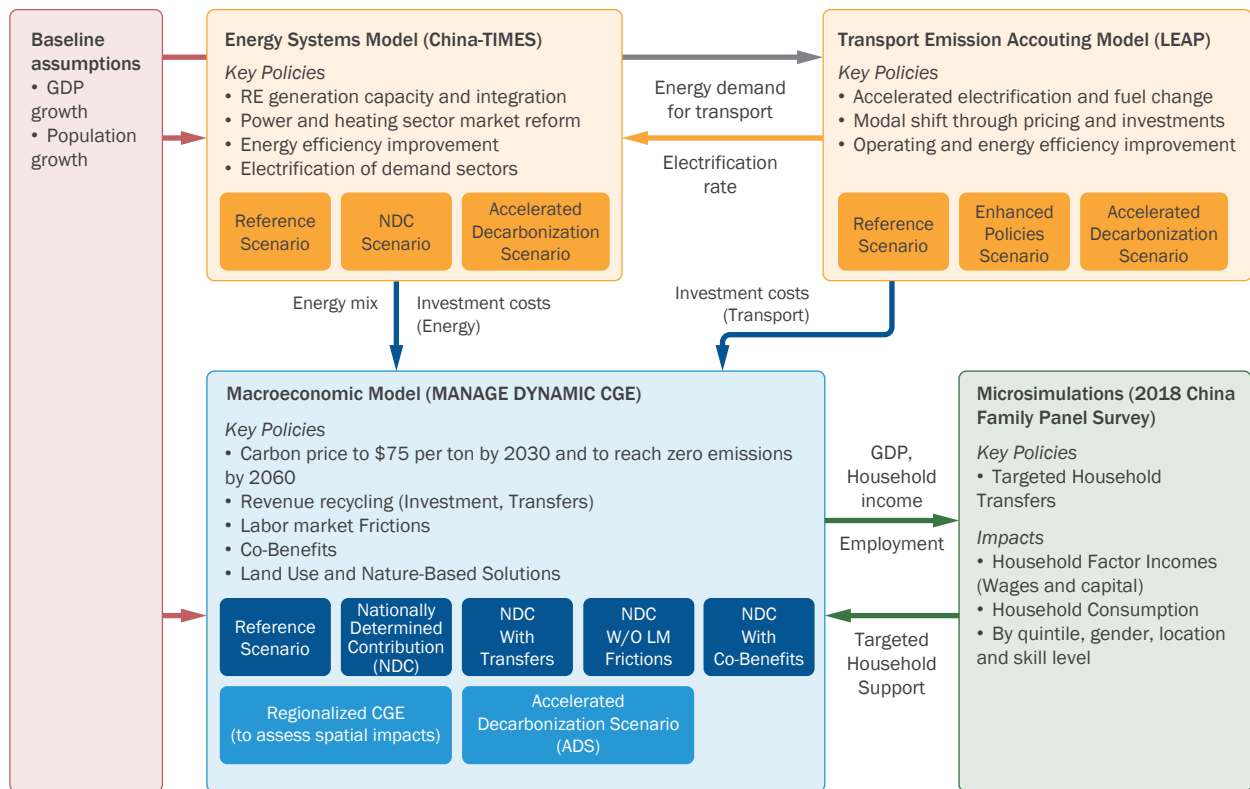 Baseline
assumptions
• GDP
growth
• Population
growth
Energy Systems Model (China-TIMES)
Key Policies
• RE generation capacity and integration
• Power and heating sector market reform
• Energy efficiency improvement
• Electrification of demand sectors
Reference
Scenario
NDC
Scenario
Accelerated
Decarbonization
Scenario
Energy demand
for transport
Electrification
rate
Transport Emission Accouting Model (LEAP)
Key Policies
• Accelerated electrification and fuel change
• Modal shift through pricing and investments
• Operating and energy efficiency improvement
Reference
Scenario
Enhanced
Policies
Scenario
Accelerated
Decarbonization
Scenario
Energy mix
Investment costs
(Energy)
Investment costs
(Transport)
Macroeconomic Model (MANAGE DYNAMIC CGE)
Key Policies
• Carbon price to $75 per ton by 2030 and to reach zero emissions
by 2060
• Revenue recycling (Investment, Transfers)
• Labor market Frictions
• Co-Benefits
• Land Use and Nature-Based Solutions
Reference
Scenario
Nationally
Determined
Contribution
(NDC)
NDC
With
Transfers
NDC
W/O LM
Frictions
NDC
With
Co-Benefits
Regionalized CGE
(to assess spatial impacts)
Accelerated
Decarbonization Scenario
(ADS)
GDP,
Household
income
Employment
Targeted
Household
Support
Microsimulations (2018 China
Family Panel Survey)
Key Policies
• Targeted Household
Transfers
Impacts
• Household Factor Incomes
(Wages and capital)
• Household Consumption
• By quintile, gender, location
and skill level